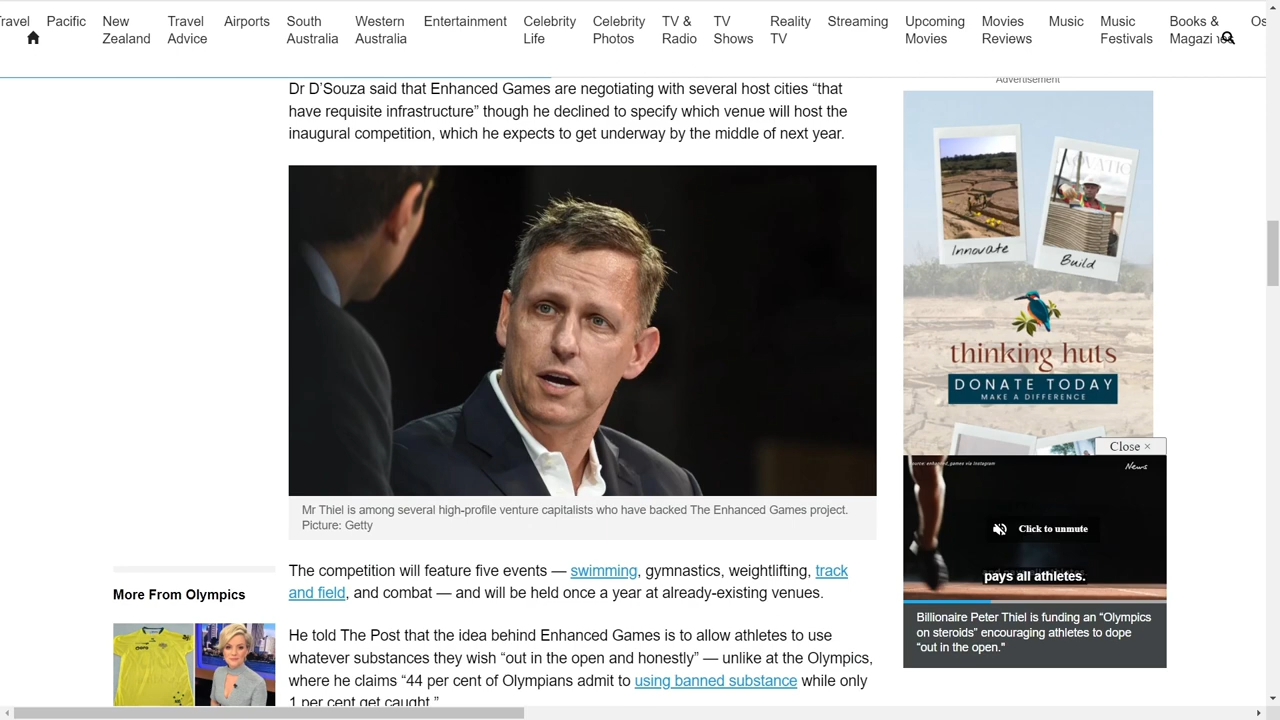 Travel
Pacific
New
Zealand
Travel
Advice
Airports
South
Australia
Western
Australia
Entertainment
Celebrity
Life
Celebrity
Photos
TV &
Radio
TV
Shows
Reality
TV
Streaming
Upcoming
Movies
Movies
Reviews
Music
Music
Festivals
Books &
Magazines
Os
Dr D'Souza said that Enhanced Games are negotiating with several host cities “that
have requisite infrastructure” though he declined to specify which venue will host the
inaugural competition, which he expects to get underway by the middle of next year.
Mr Thiel is among several high-profile venture capitalists who have backed The Enhanced Games project.
Picture: Getty
The competition will feature five events — swimming, gymnastics, weightlifting, track
and field, and combat — and will be held once a year at already-existing venues.
He told The Post that the idea behind Enhanced Games is to allow athletes to use
whatever substances they wish “out in the open and honestly” — unlike at the Olympics,
where he claims “44 per cent of Olympians admit to using banned substance while only
1 per cent get caught.”
More From Olympics
Advertisement
Innovate
Build
thinking huts
DONATE TODAY
MAKE A DIFFERENCE
Close ×
source: enhanced_games via Instagram
News
Click to unmute
pays all athletes.
Billionaire Peter Thiel is funding an “Olympics
on steroids” encouraging athletes to dope
“out in the open.”